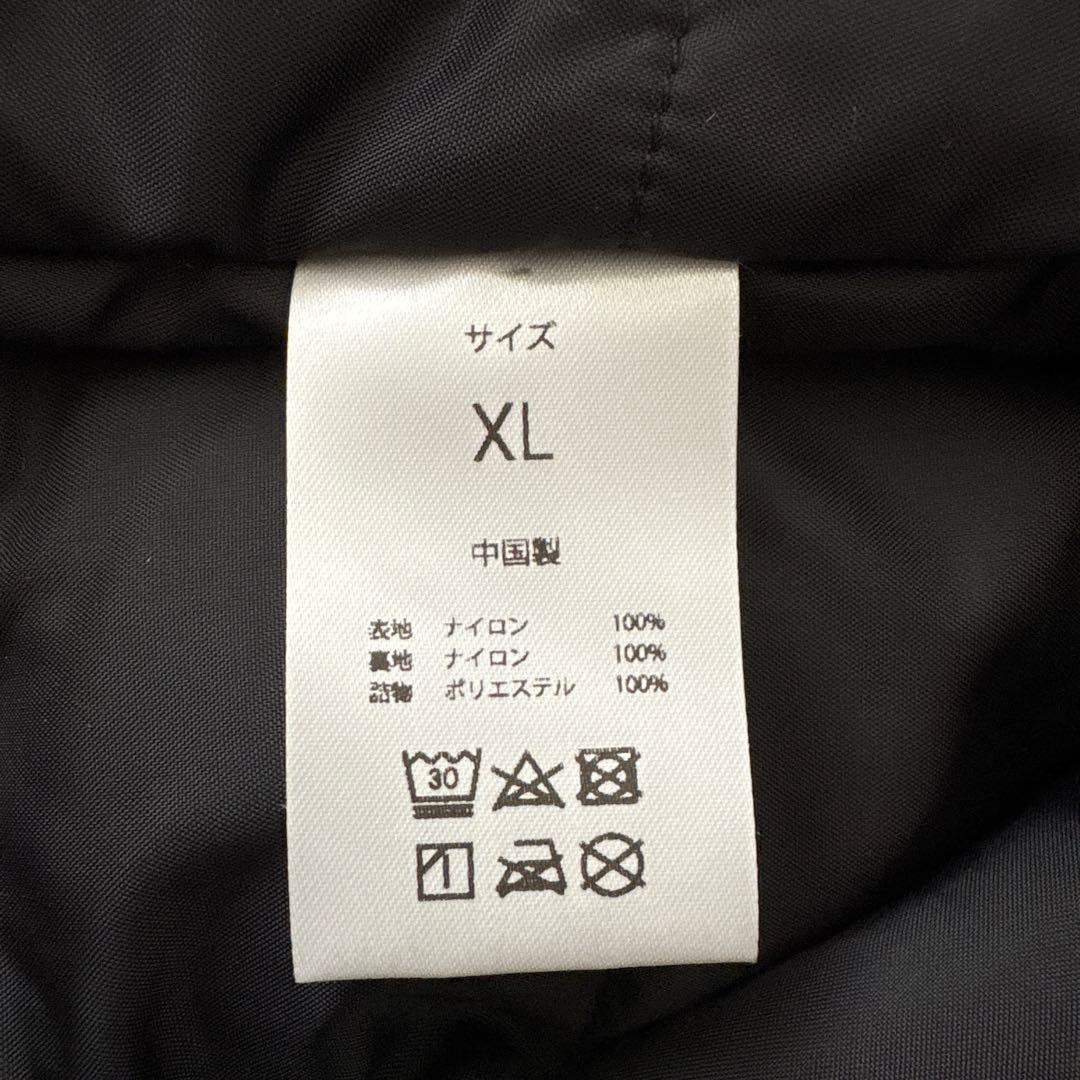 サイズ
XL
中国製
表地 ナイロン 100%
裏地 ナイロン 100%
詰物 ポリエステル 100%
30